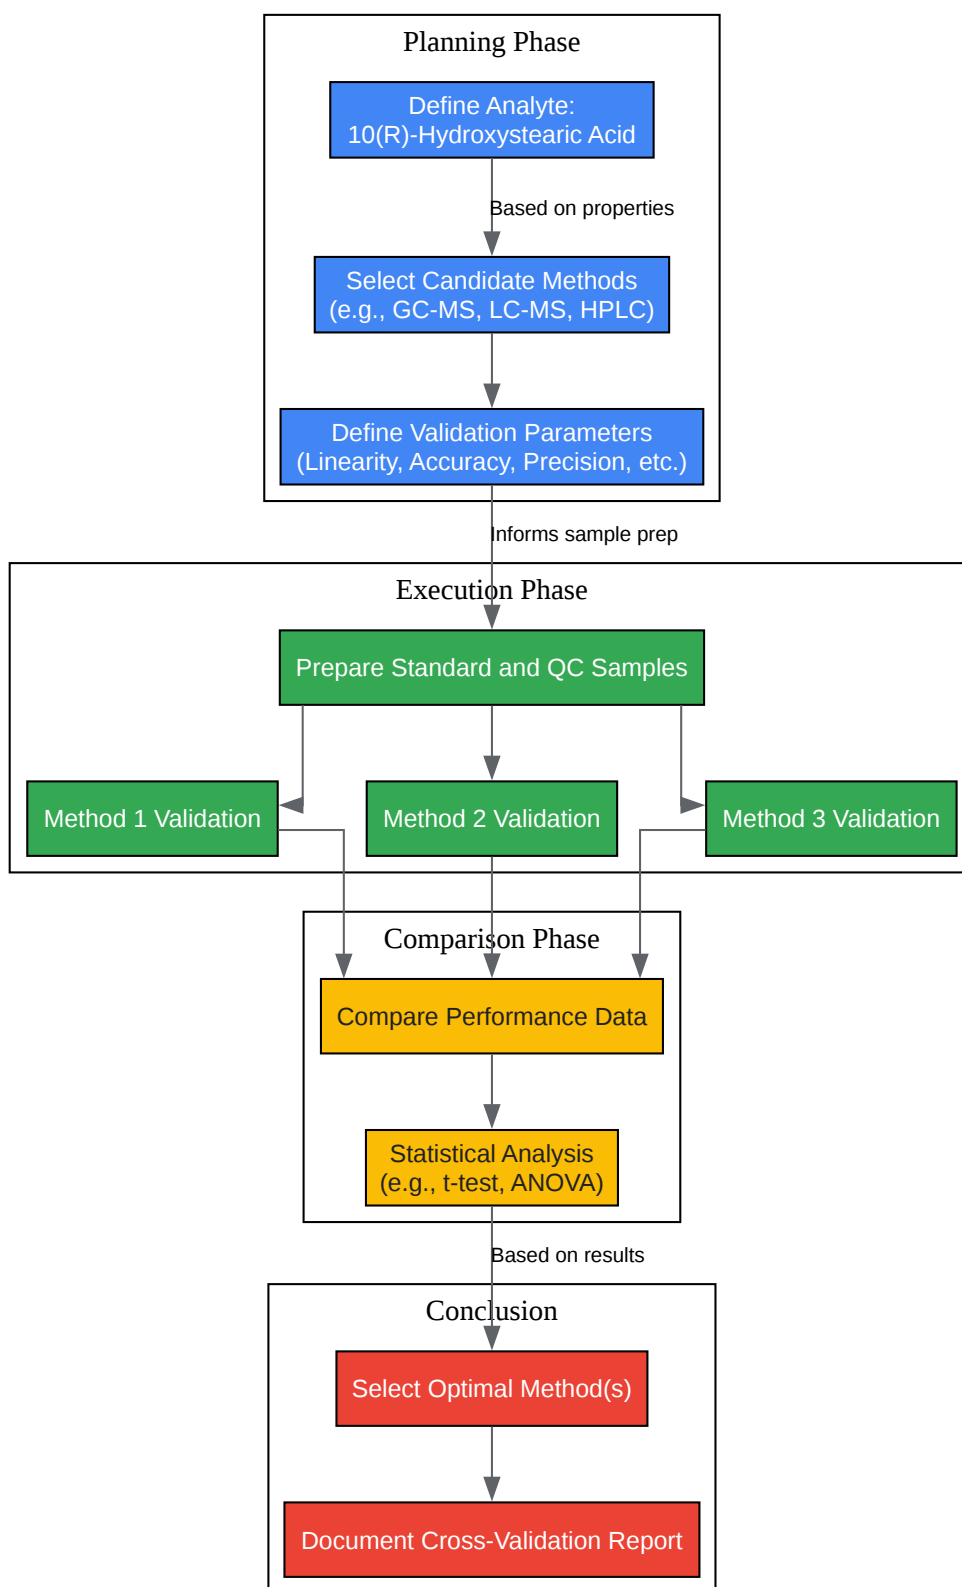 Planning Phase
Define Analyte:
10(R)-Hydroxystearic Acid
Based on properties
Select Candidate Methods
(e.g., GC-MS, LC-MS, HPLC)
Define Validation Parameters
(Linearity, Accuracy, Precision, etc.)
Informs sample prep
Execution Phase
Prepare Standard and QC Samples
Method 1 Validation
Method 2 Validation
Method 3 Validation
Comparison Phase
Compare Performance Data
Statistical Analysis
(e.g., t-test, ANOVA)
Based on results
Conclusion
Select Optimal Method(s)
Document Cross-Validation Report